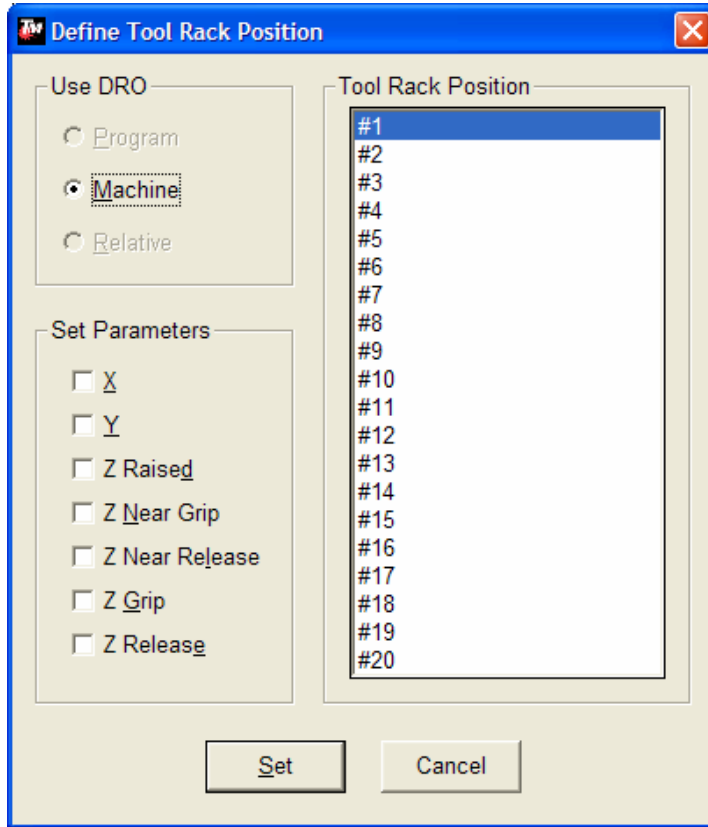 Define Tool Rack Position
Use DRO
Program
Machine
Relative
Set Parameters
X
Y
Z Raised
Z Near Grip
Z Near Release
Z Grip
Z Release
Tool Rack Position
#1
#2
#3
#4
#5
#6
#7
#8
#9
#10
#11
#12
#13
#14
#15
#16
#17
#18
#19
#20
Set
Cancel